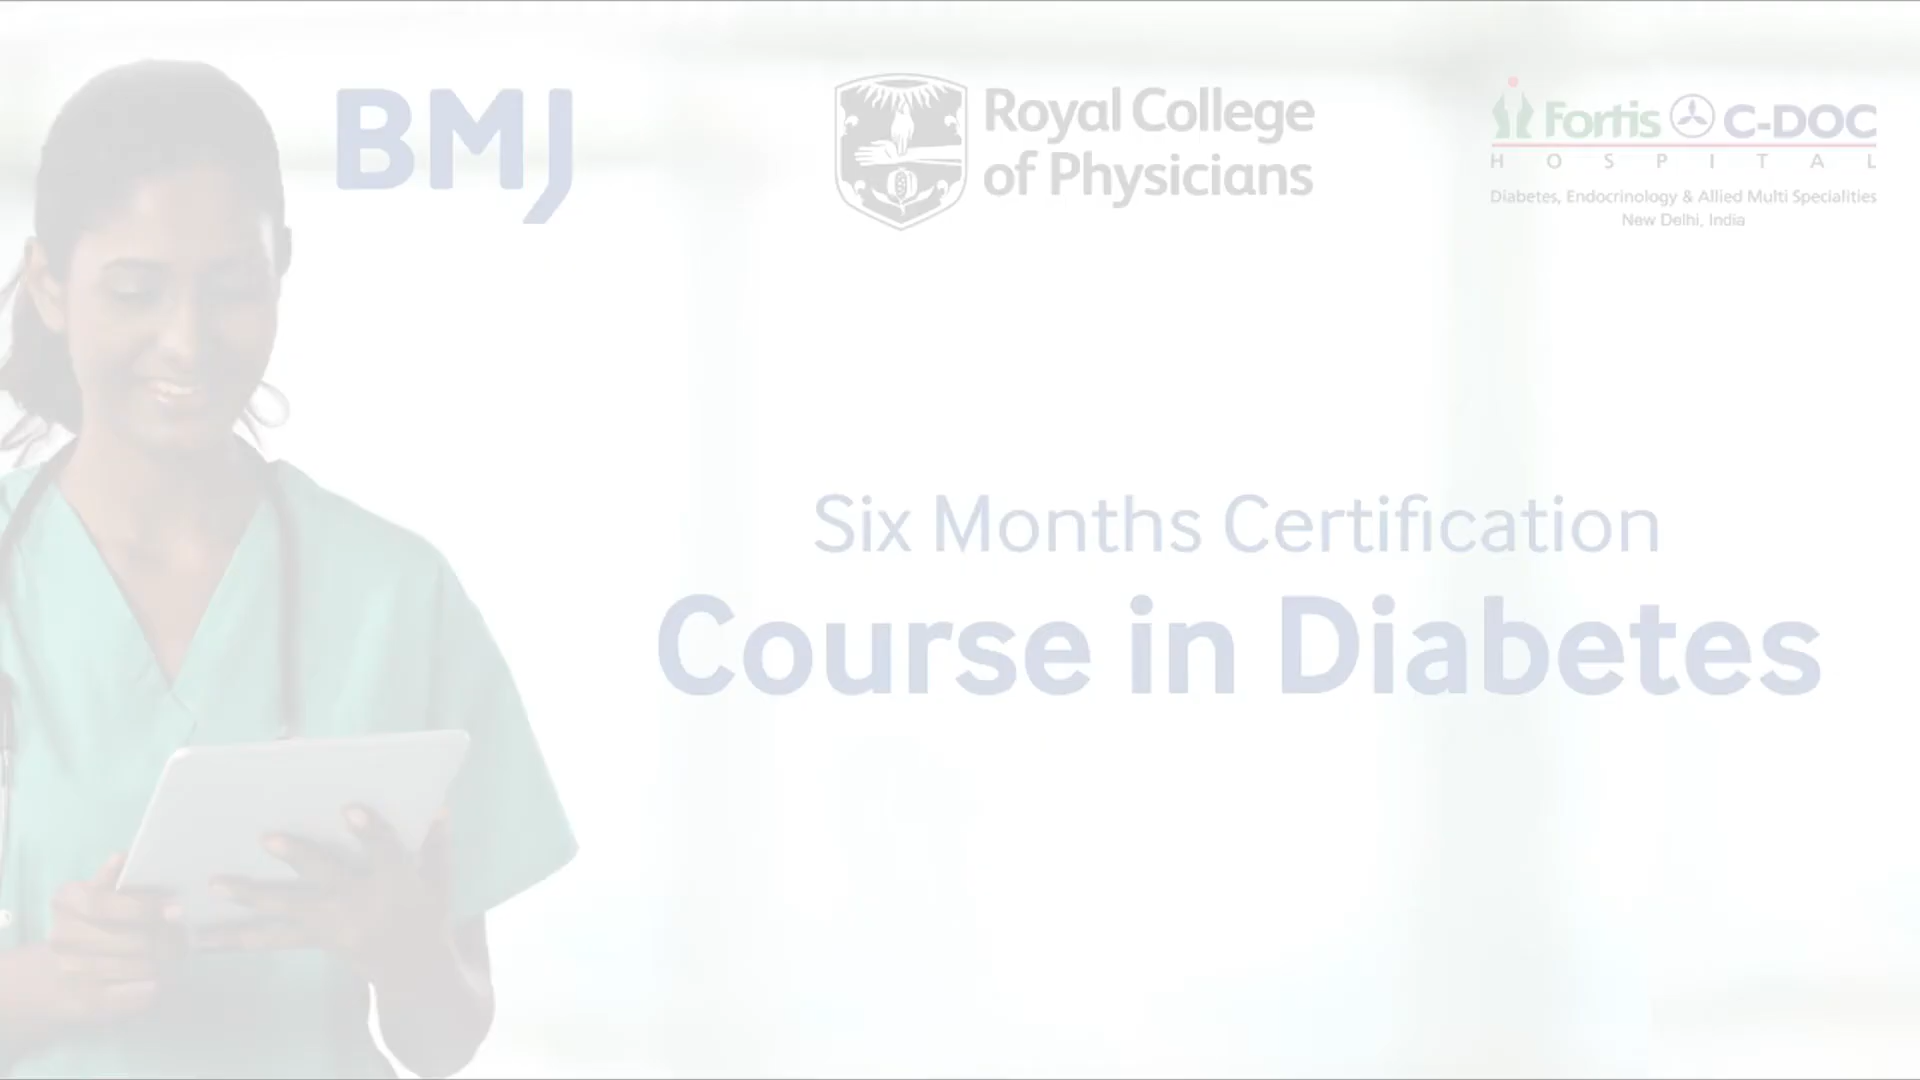 BMJ
Royal College
of Physicians
Fortis C-DOC
HOSPITAL
Diabetes, Endocrinology & Allied Multi Specialities
New Delhi, India
Six Months Certification
Course in Diabetes